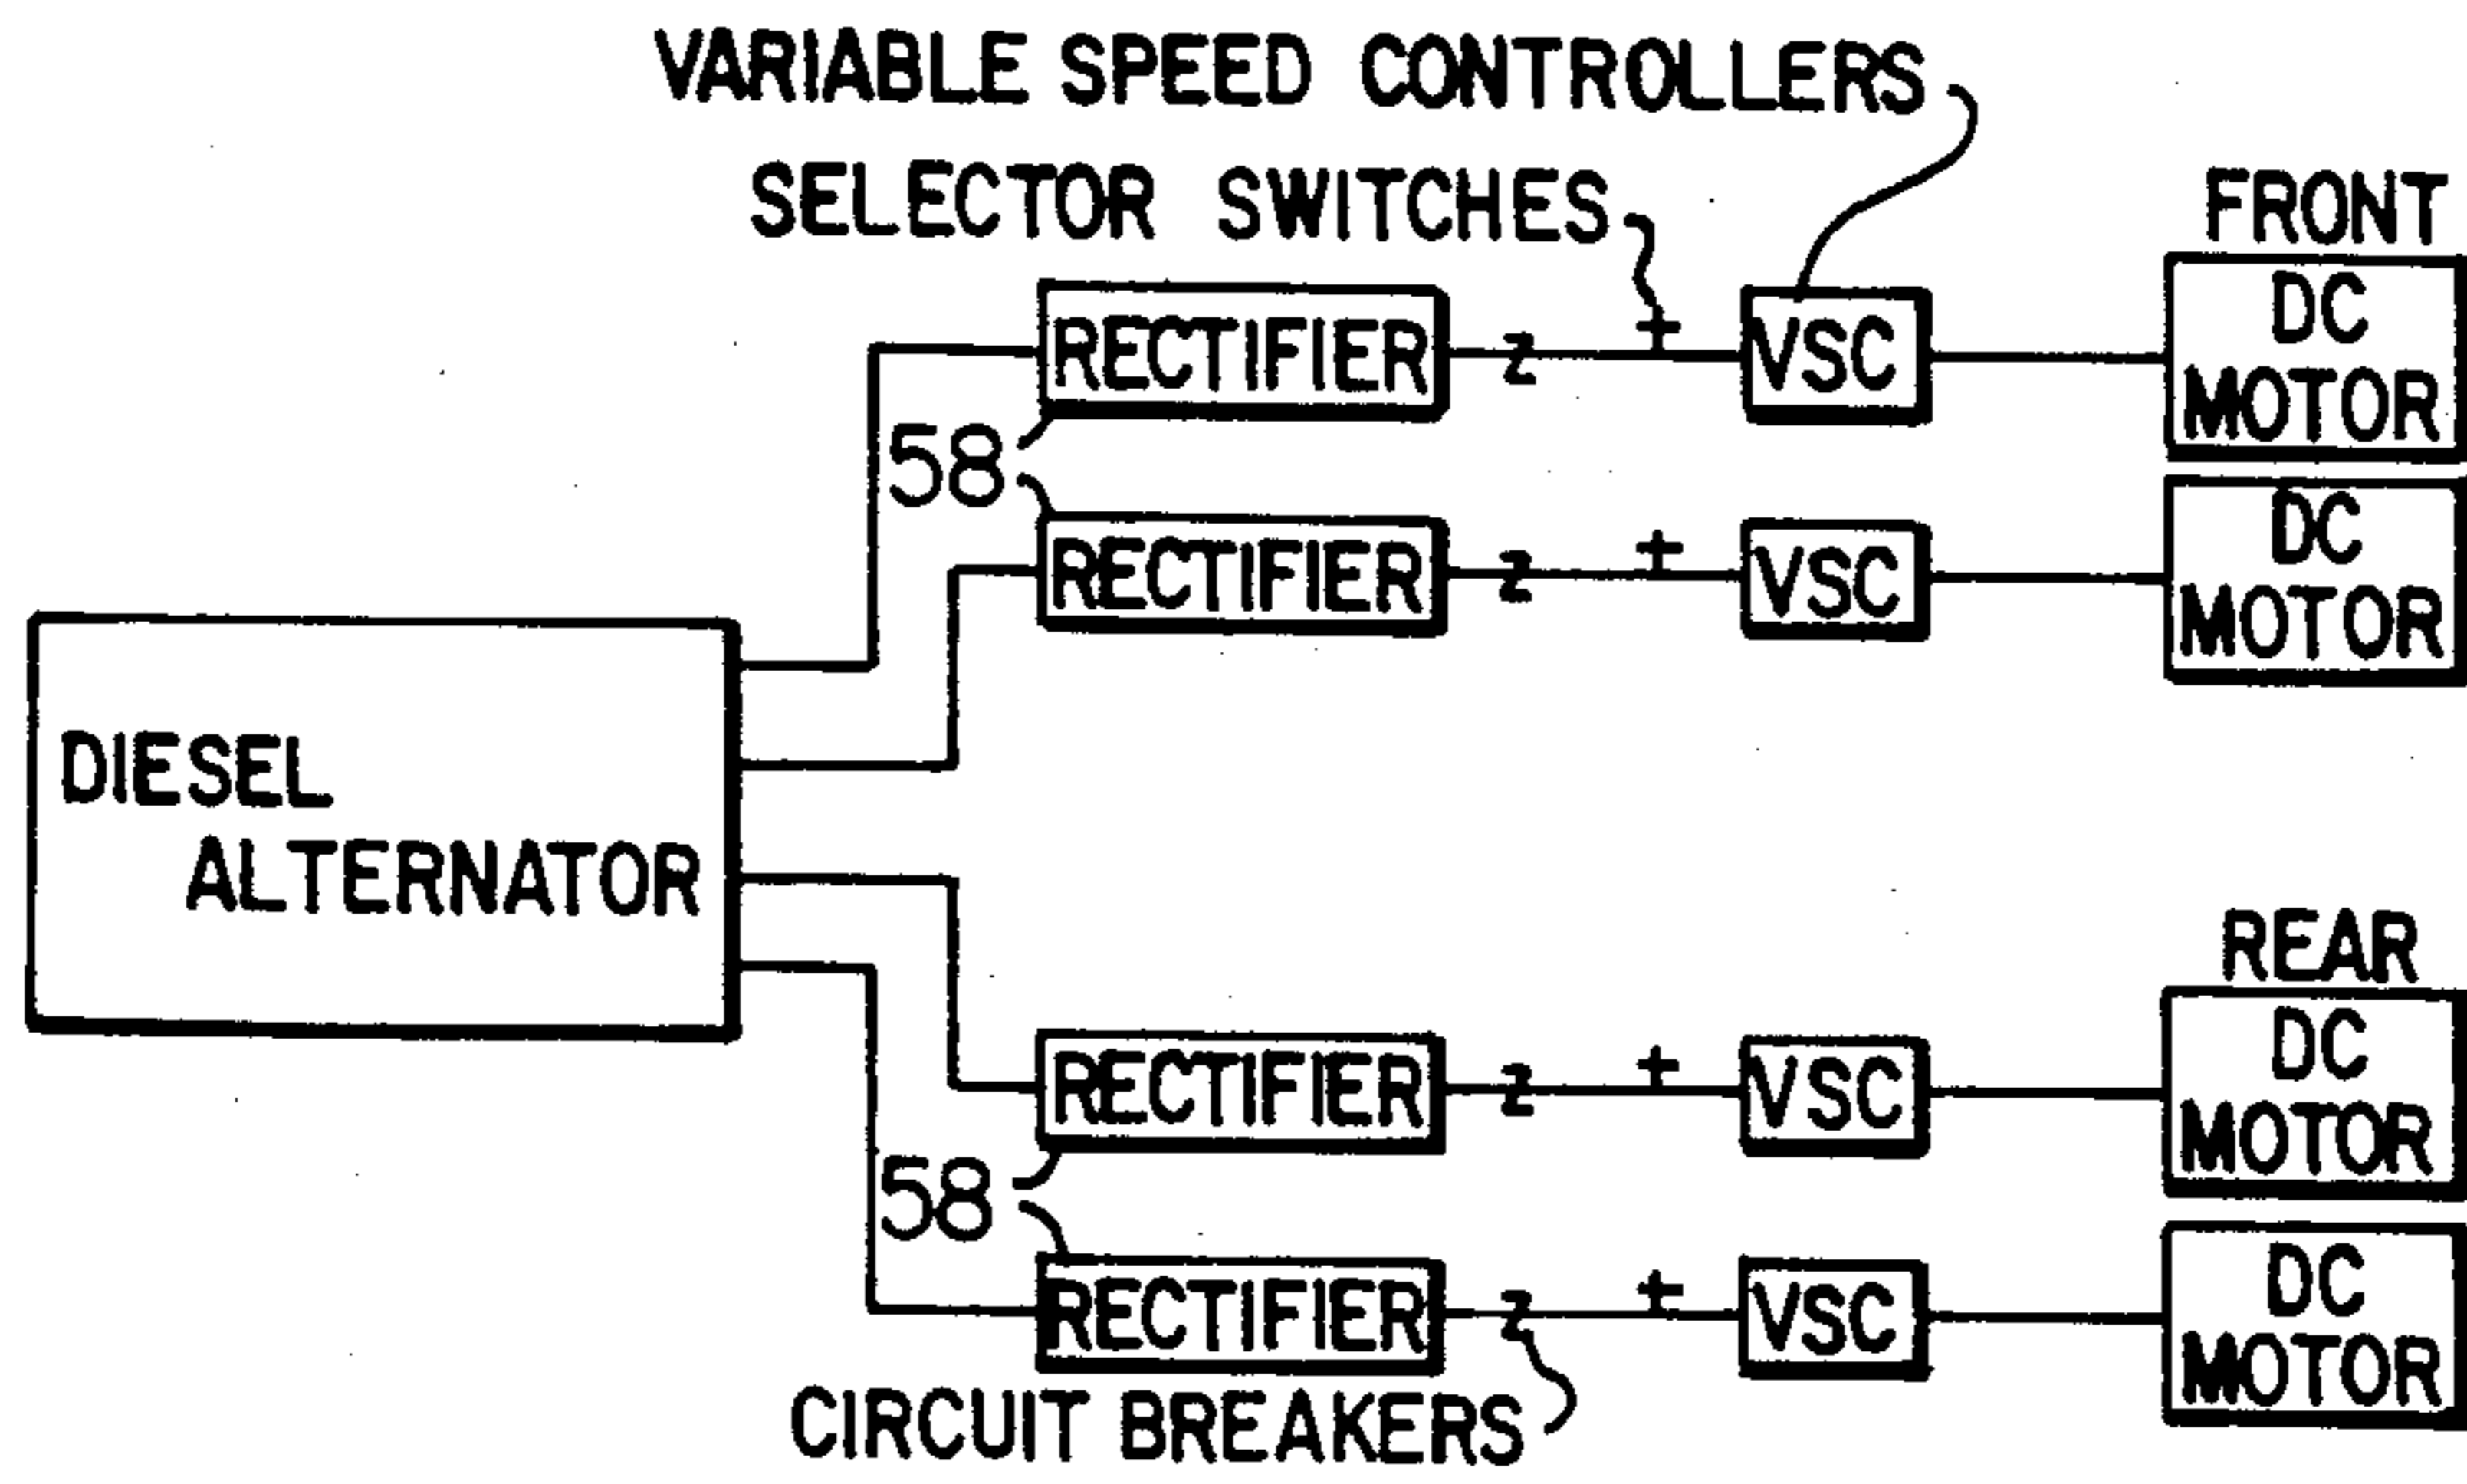 VARIABLE SPEED CONTROLLERS
SELECTOR SWITCHES
FRONT
RECTIFIER
VSC
DC
MOTOR
58
RECTIFIER
VSC
DC
MOTOR
DIESEL
ALTERNATOR
REAR
RECTIFIER
VSC
DC
MOTOR
58
RECTIFIER
VSC
DC
MOTOR
CIRCUIT BREAKERS